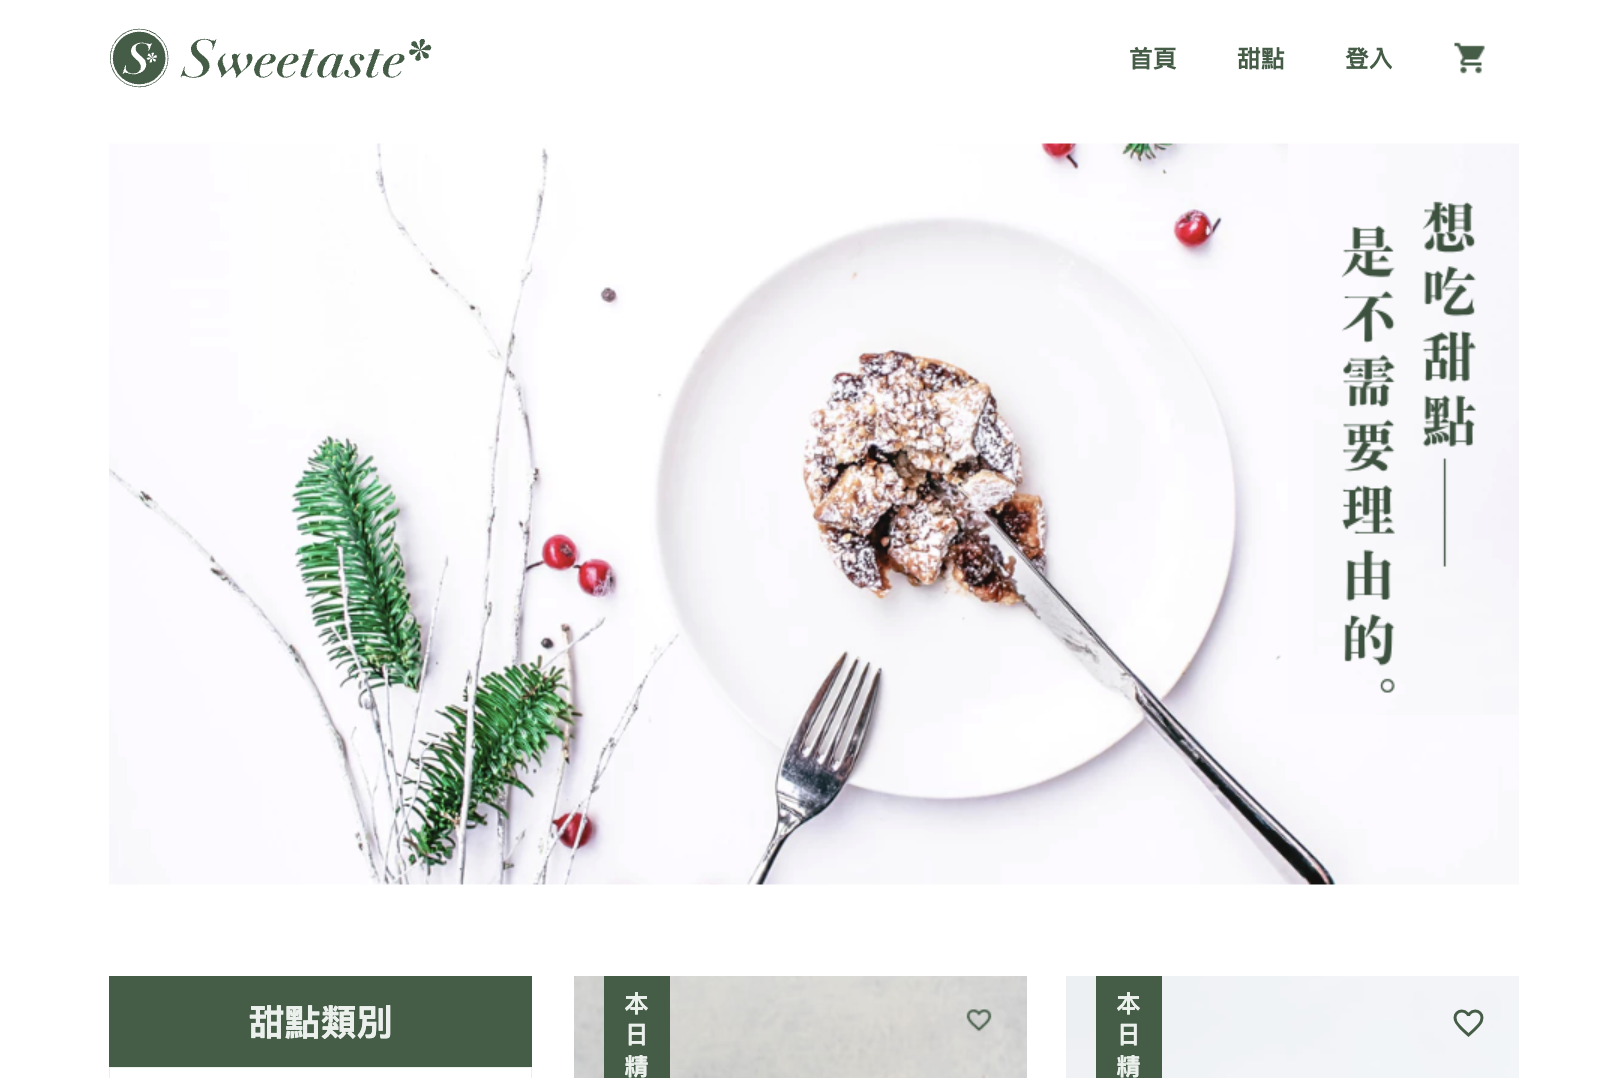 Sweetaste*
首頁
甜點
登入
想吃甜點——
是不需要理由的。
甜點類別
本日精
本日精